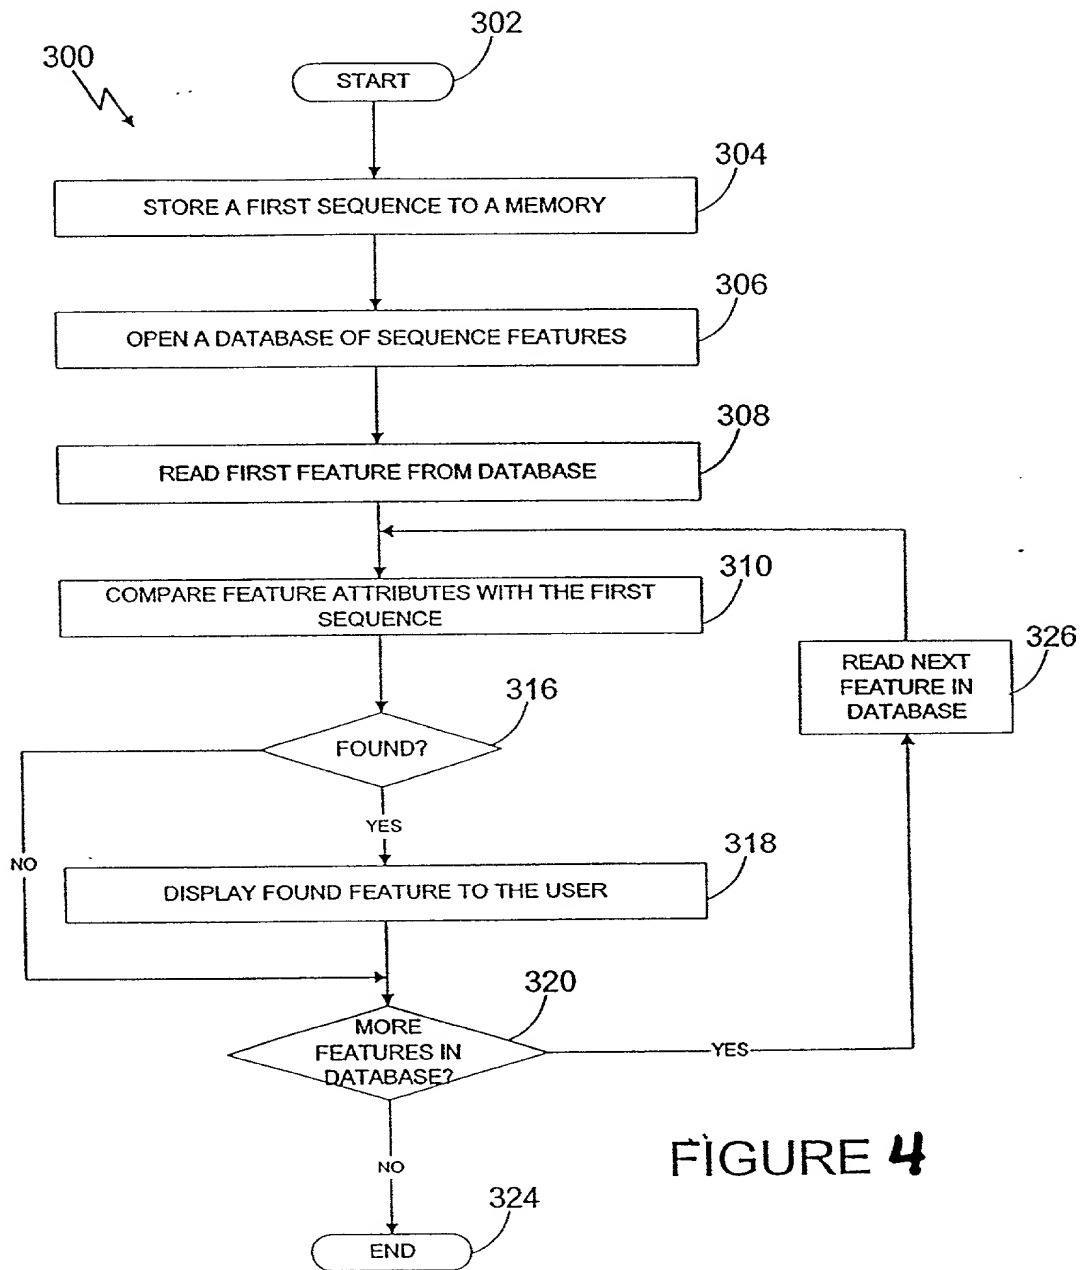 302
300
START
304
STORE A FIRST SEQUENCE TO A MEMORY
306
OPEN A DATABASE OF SEQUENCE FEATURES
308
READ FIRST FEATURE FROM DATABASE
310
COMPARE FEATURE ATTRIBUTES WITH THE FIRST
SEQUENCE
326
READ NEXT
FEATURE IN
DATABASE
316
FOUND?
YES
NO
318
DISPLAY FOUND FEATURE TO THE USER
320
MORE
FEATURES IN
DATABASE?
YES
NO
FIGURE 4
324
END